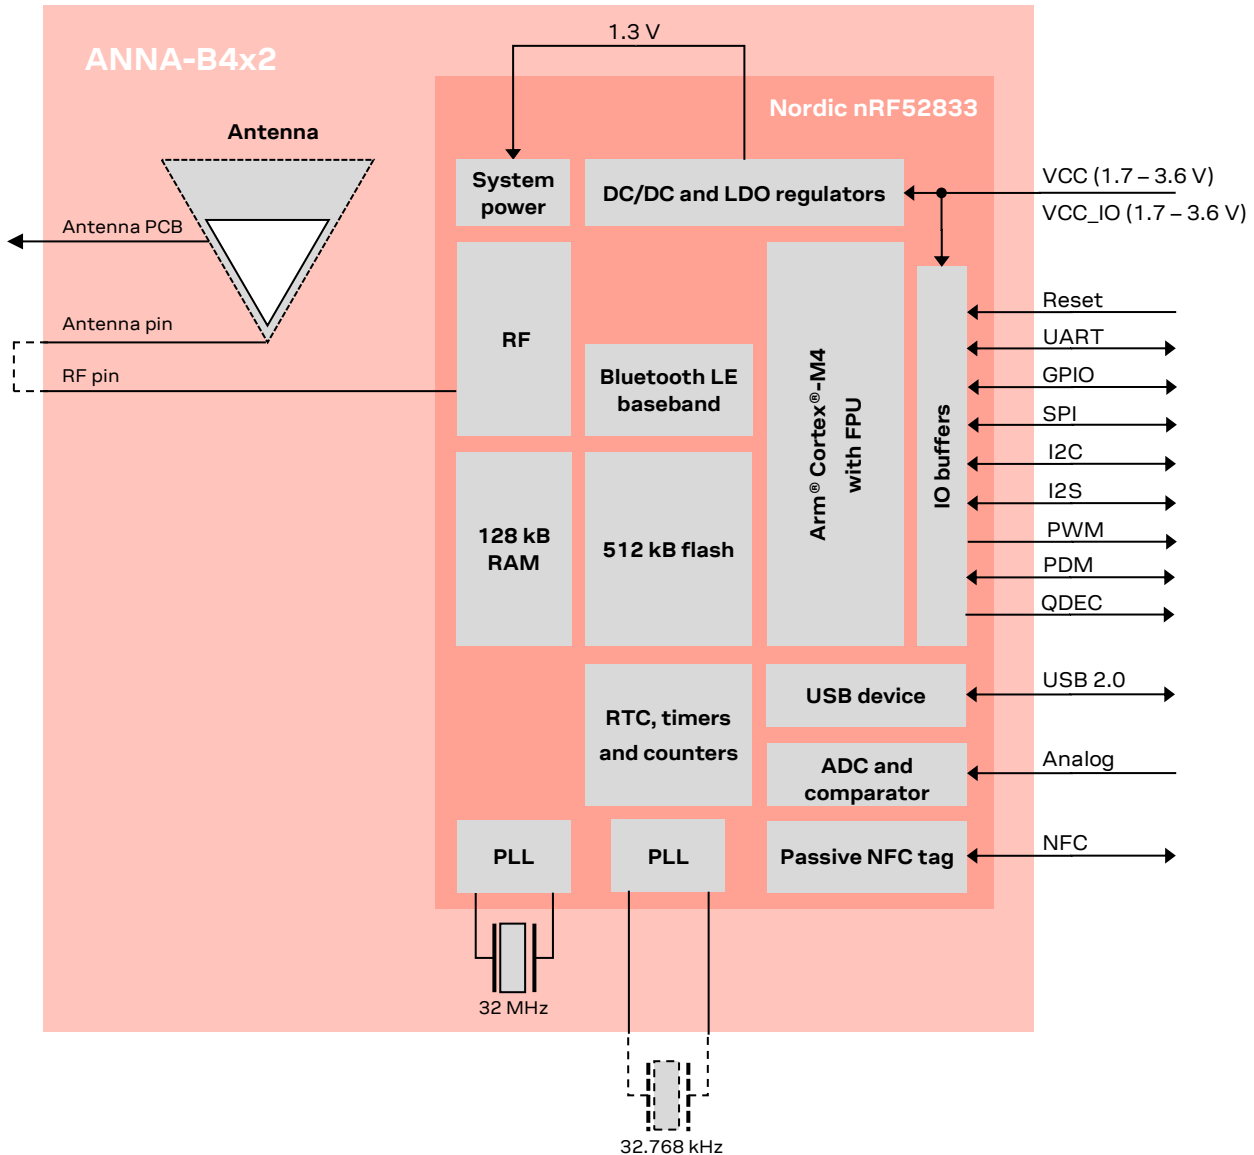 1.3 V
ANNA-B4x2
Nordic nRF52833
Antenna
System
power
DC/DC and LDO regulators
VCC (1.7 – 3.6 V)
VCC_IO (1.7 – 3.6 V)
Antenna PCB
Antenna pin
RF pin
RF
Bluetooth LE
baseband
Arm® Cortex®-M4
with FPU
IO buffers
Reset
UART
GPIO
SPI
I2C
I2S
PWM
PDM
QDEC
128 kB
RAM
512 kB flash
RTC, timers
and counters
USB device
USB 2.0
ADC and
comparator
Analog
PLL
PLL
Passive NFC tag
NFC
32 MHz
32.768 kHz